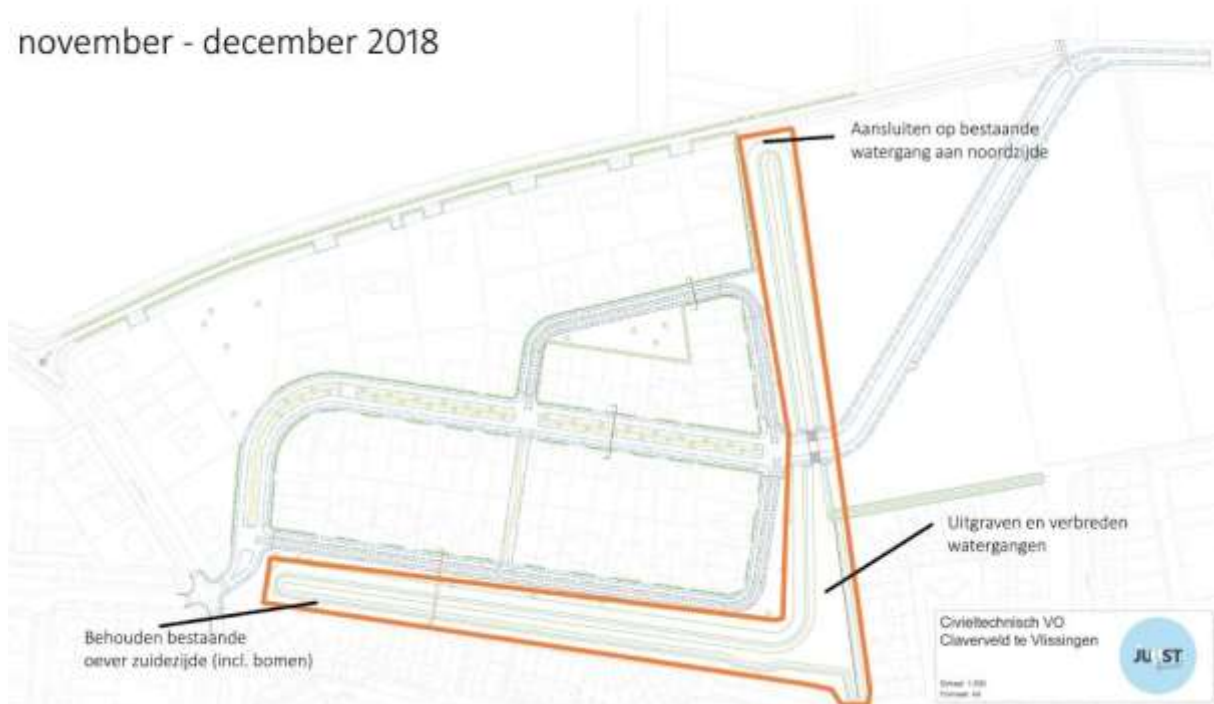 november - december 2018
Aansluiten op bestaande
watergang aan noordzijde
Uitgraven en verbreden
watergangen
Behouden bestaande
oever zuidezijde (incl. bomen)
Civieltechnisch VO
Claverveld te Vlissingen
JU ST